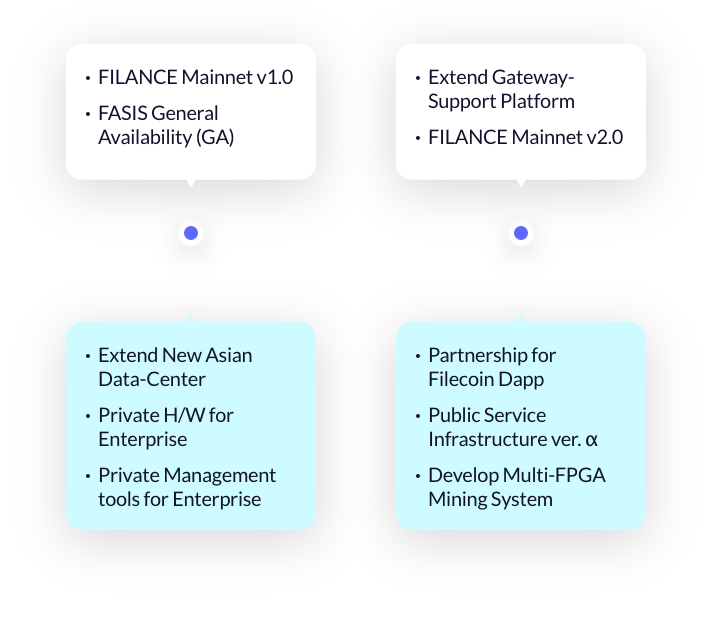 • FILANCE Mainnet v1.0
• FASIS General
Availability (GA)
• Extend Gateway-
Support Platform
• FILANCE Mainnet v2.0
• Extend New Asian
Data-Center
• Private H/W for
Enterprise
• Private Management
tools for Enterprise
• Partnership for
Filecoin Dapp
• Public Service
Infrastructure ver. α
• Develop Multi-FPGA
Mining System